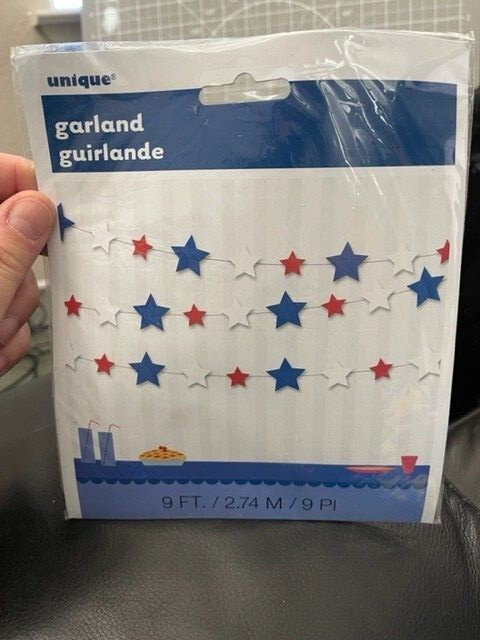 unique®
garland
guirlande
9 FT. / 2.74 M / 9 PI